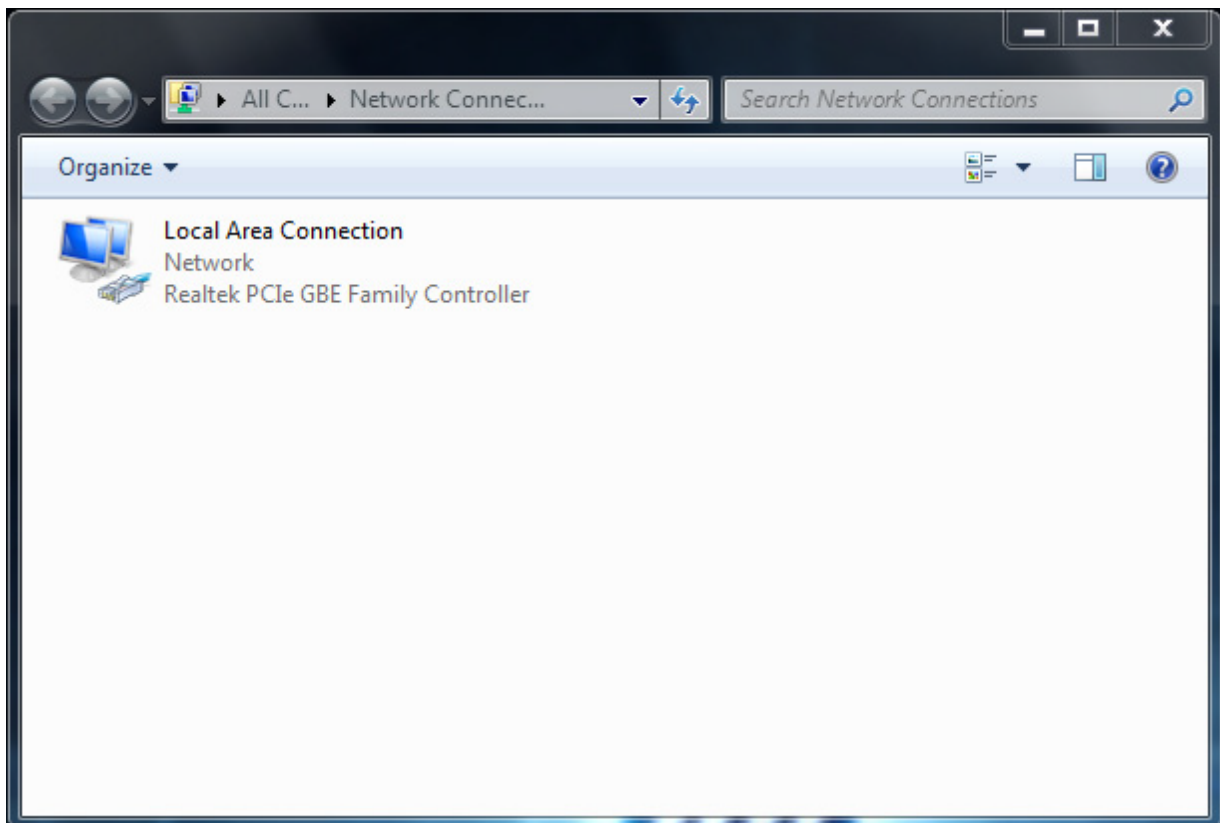 All C... Network Connec...
Search Network Connections
Organize
Local Area Connection
Network
Realtek PCIe GBE Family Controller